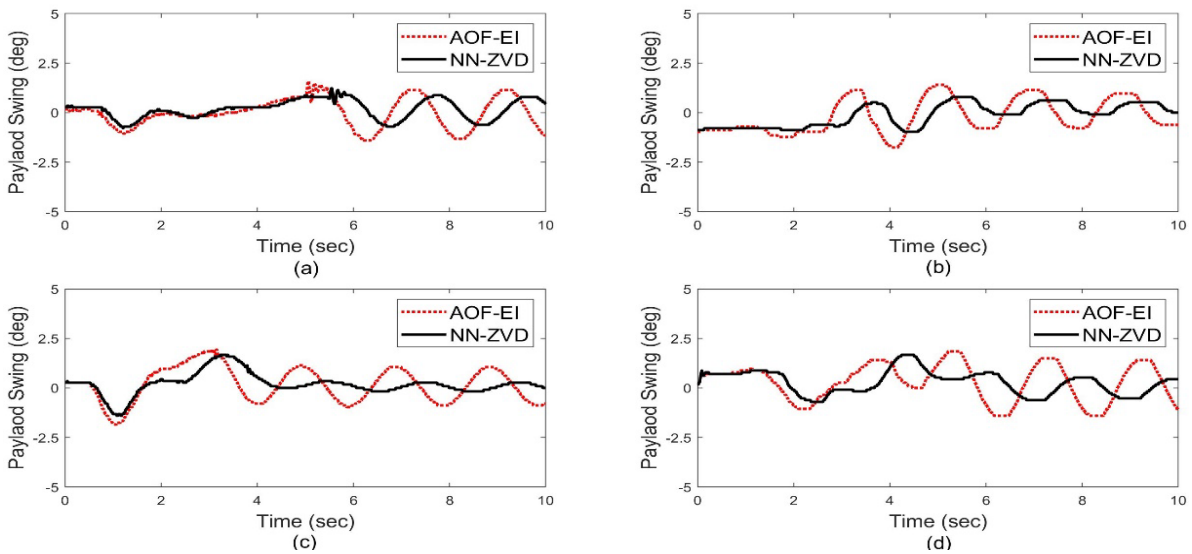 5
2.5
0
-2.5
-5
Paylaod Swing (deg)
AOF-EI
NN-ZVD
0 2 4 6 8 10
Time (sec)
(a)
5
2.5
0
-2.5
-5
Paylaod Swing (deg)
AOF-EI
NN-ZVD
0 2 4 6 8 10
Time (sec)
(b)
5
2.5
0
-2.5
-5
Paylaod Swing (deg)
AOF-EI
NN-ZVD
0 2 4 6 8 10
Time (sec)
(c)
5
2.5
0
-2.5
-5
Paylaod Swing (deg)
AOF-EI
NN-ZVD
0 2 4 6 8 10
Time (sec)
(d)